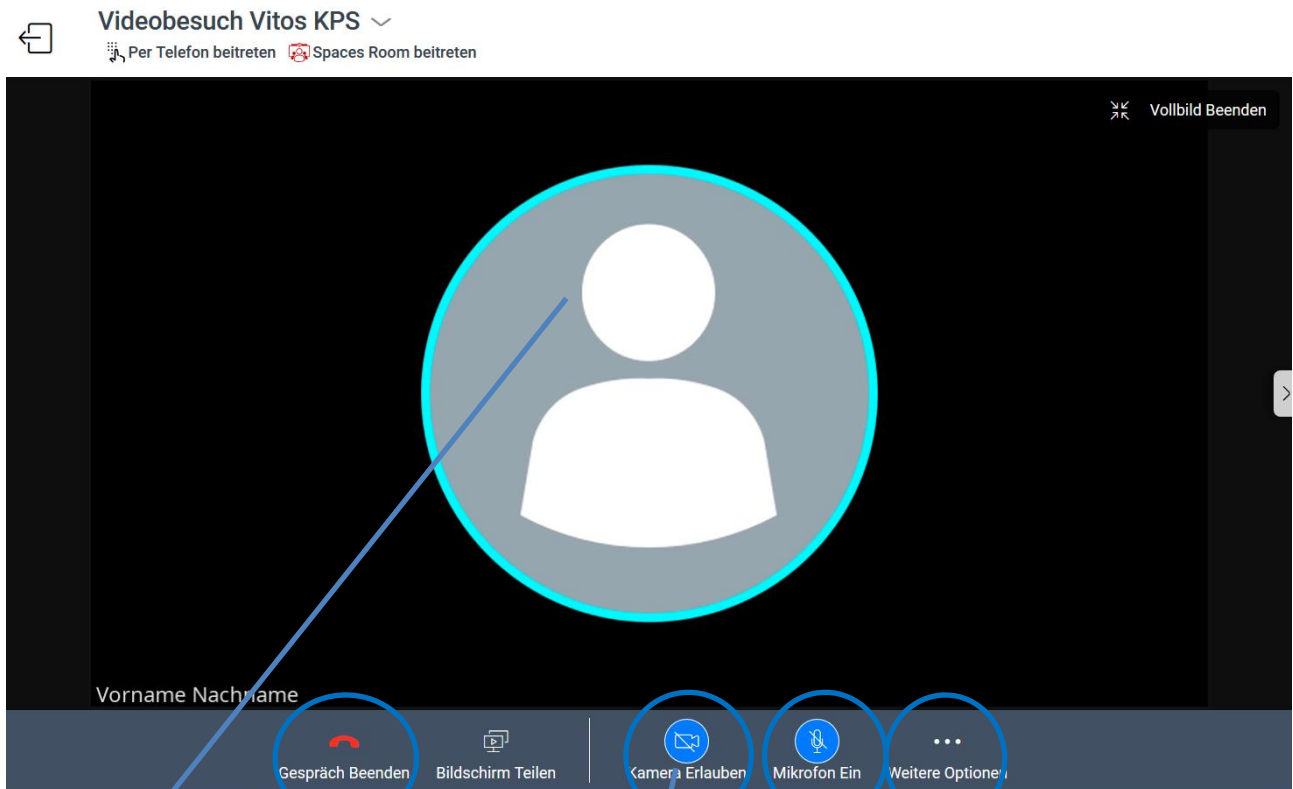 Videobesuch Vitos KPS
Per Telefon beitreten Spaces Room beitreten
Vollbild Beenden
Vorname Nachname
Gespräch Beenden Bildschirm Teilen Kamera Erlauben Mikrofon Ein Weitere Optionen